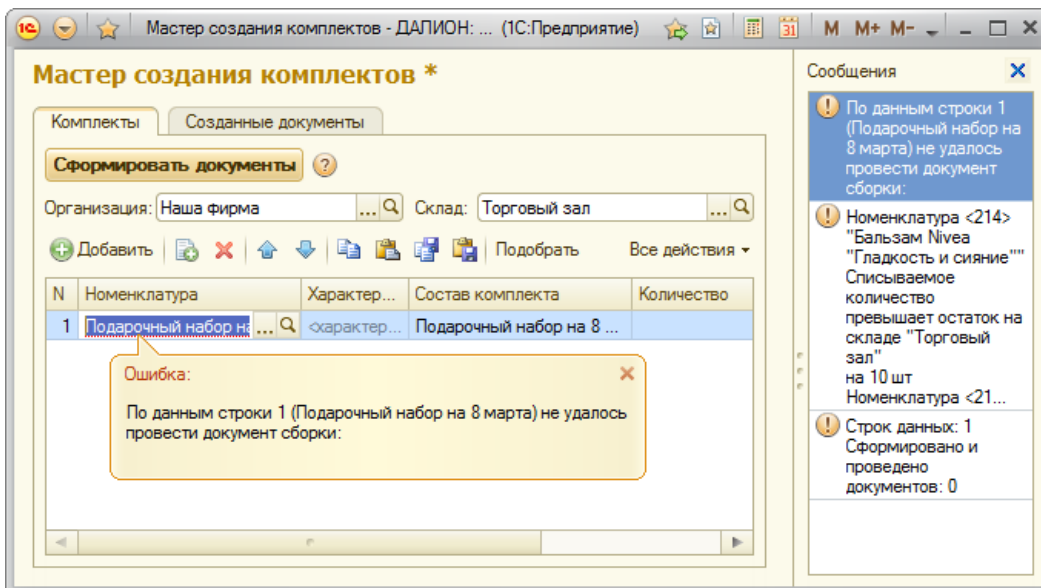 Мастер создания комплектов - ДАЛИОН: ... (1С:Предприятие)
31
M M+ M-
Мастер создания комплектов *
Комплекты
Созданные документы
Сформировать документы
?
Организация: Наша фирма ...
Склад: Торговый зал ...
Добавить
Подобрать
Все действия
N Номенклатура Характер... Состав комплекта Количество
1 Подарочный набор на ... <характер... Подарочный набор на 8 ...
Ошибка:
По данным строки 1 (Подарочный набор на 8 марта) не удалось
провести документ сборки:
Сообщения
По данным строки 1
(Подарочный набор на
8 марта) не удалось
провести документ
сборки:
Номенклатура <214>
"Бальзам Nivea
"Гладкость и сияние""
Списываемое
количество
превышает остаток на
складе "Торговый
зал"
на 10 шт
Номенклатура <21...
Строк данных: 1
Сформировано и
проведено
документов: 0